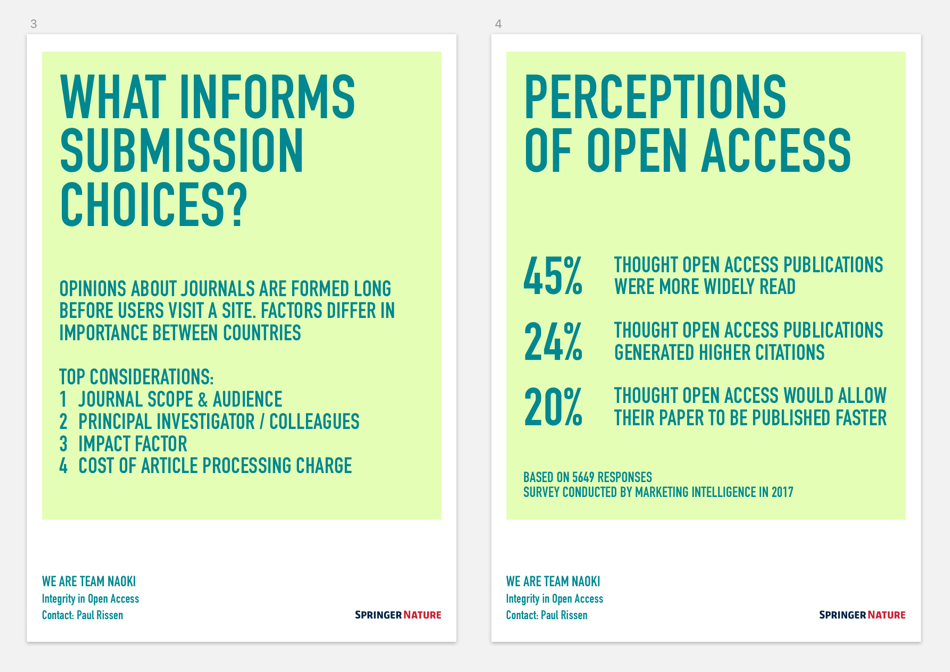 3
WHAT INFORMS
SUBMISSION
CHOICES?
OPINIONS ABOUT JOURNALS ARE FORMED LONG
BEFORE USERS VISIT A SITE. FACTORS DIFFER IN
IMPORTANCE BETWEEN COUNTRIES
TOP CONSIDERATIONS:
1 JOURNAL SCOPE & AUDIENCE
2 PRINCIPAL INVESTIGATOR / COLLEAGUES
3 IMPACT FACTOR
4 COST OF ARTICLE PROCESSING CHARGE
WE ARE TEAM NAOKI
Integrity in Open Access
Contact: Paul Rissen
SPRINGER NATURE
4
PERCEPTIONS
OF OPEN ACCESS
45% THOUGHT OPEN ACCESS PUBLICATIONS
WERE MORE WIDELY READ
24% THOUGHT OPEN ACCESS PUBLICATIONS
GENERATED HIGHER CITATIONS
20% THOUGHT OPEN ACCESS WOULD ALLOW
THEIR PAPER TO BE PUBLISHED FASTER
BASED ON 5649 RESPONSES
SURVEY CONDUCTED BY MARKETING INTELLIGENCE IN 2017
WE ARE TEAM NAOKI
Integrity in Open Access
Contact: Paul Rissen
SPRINGER NATURE